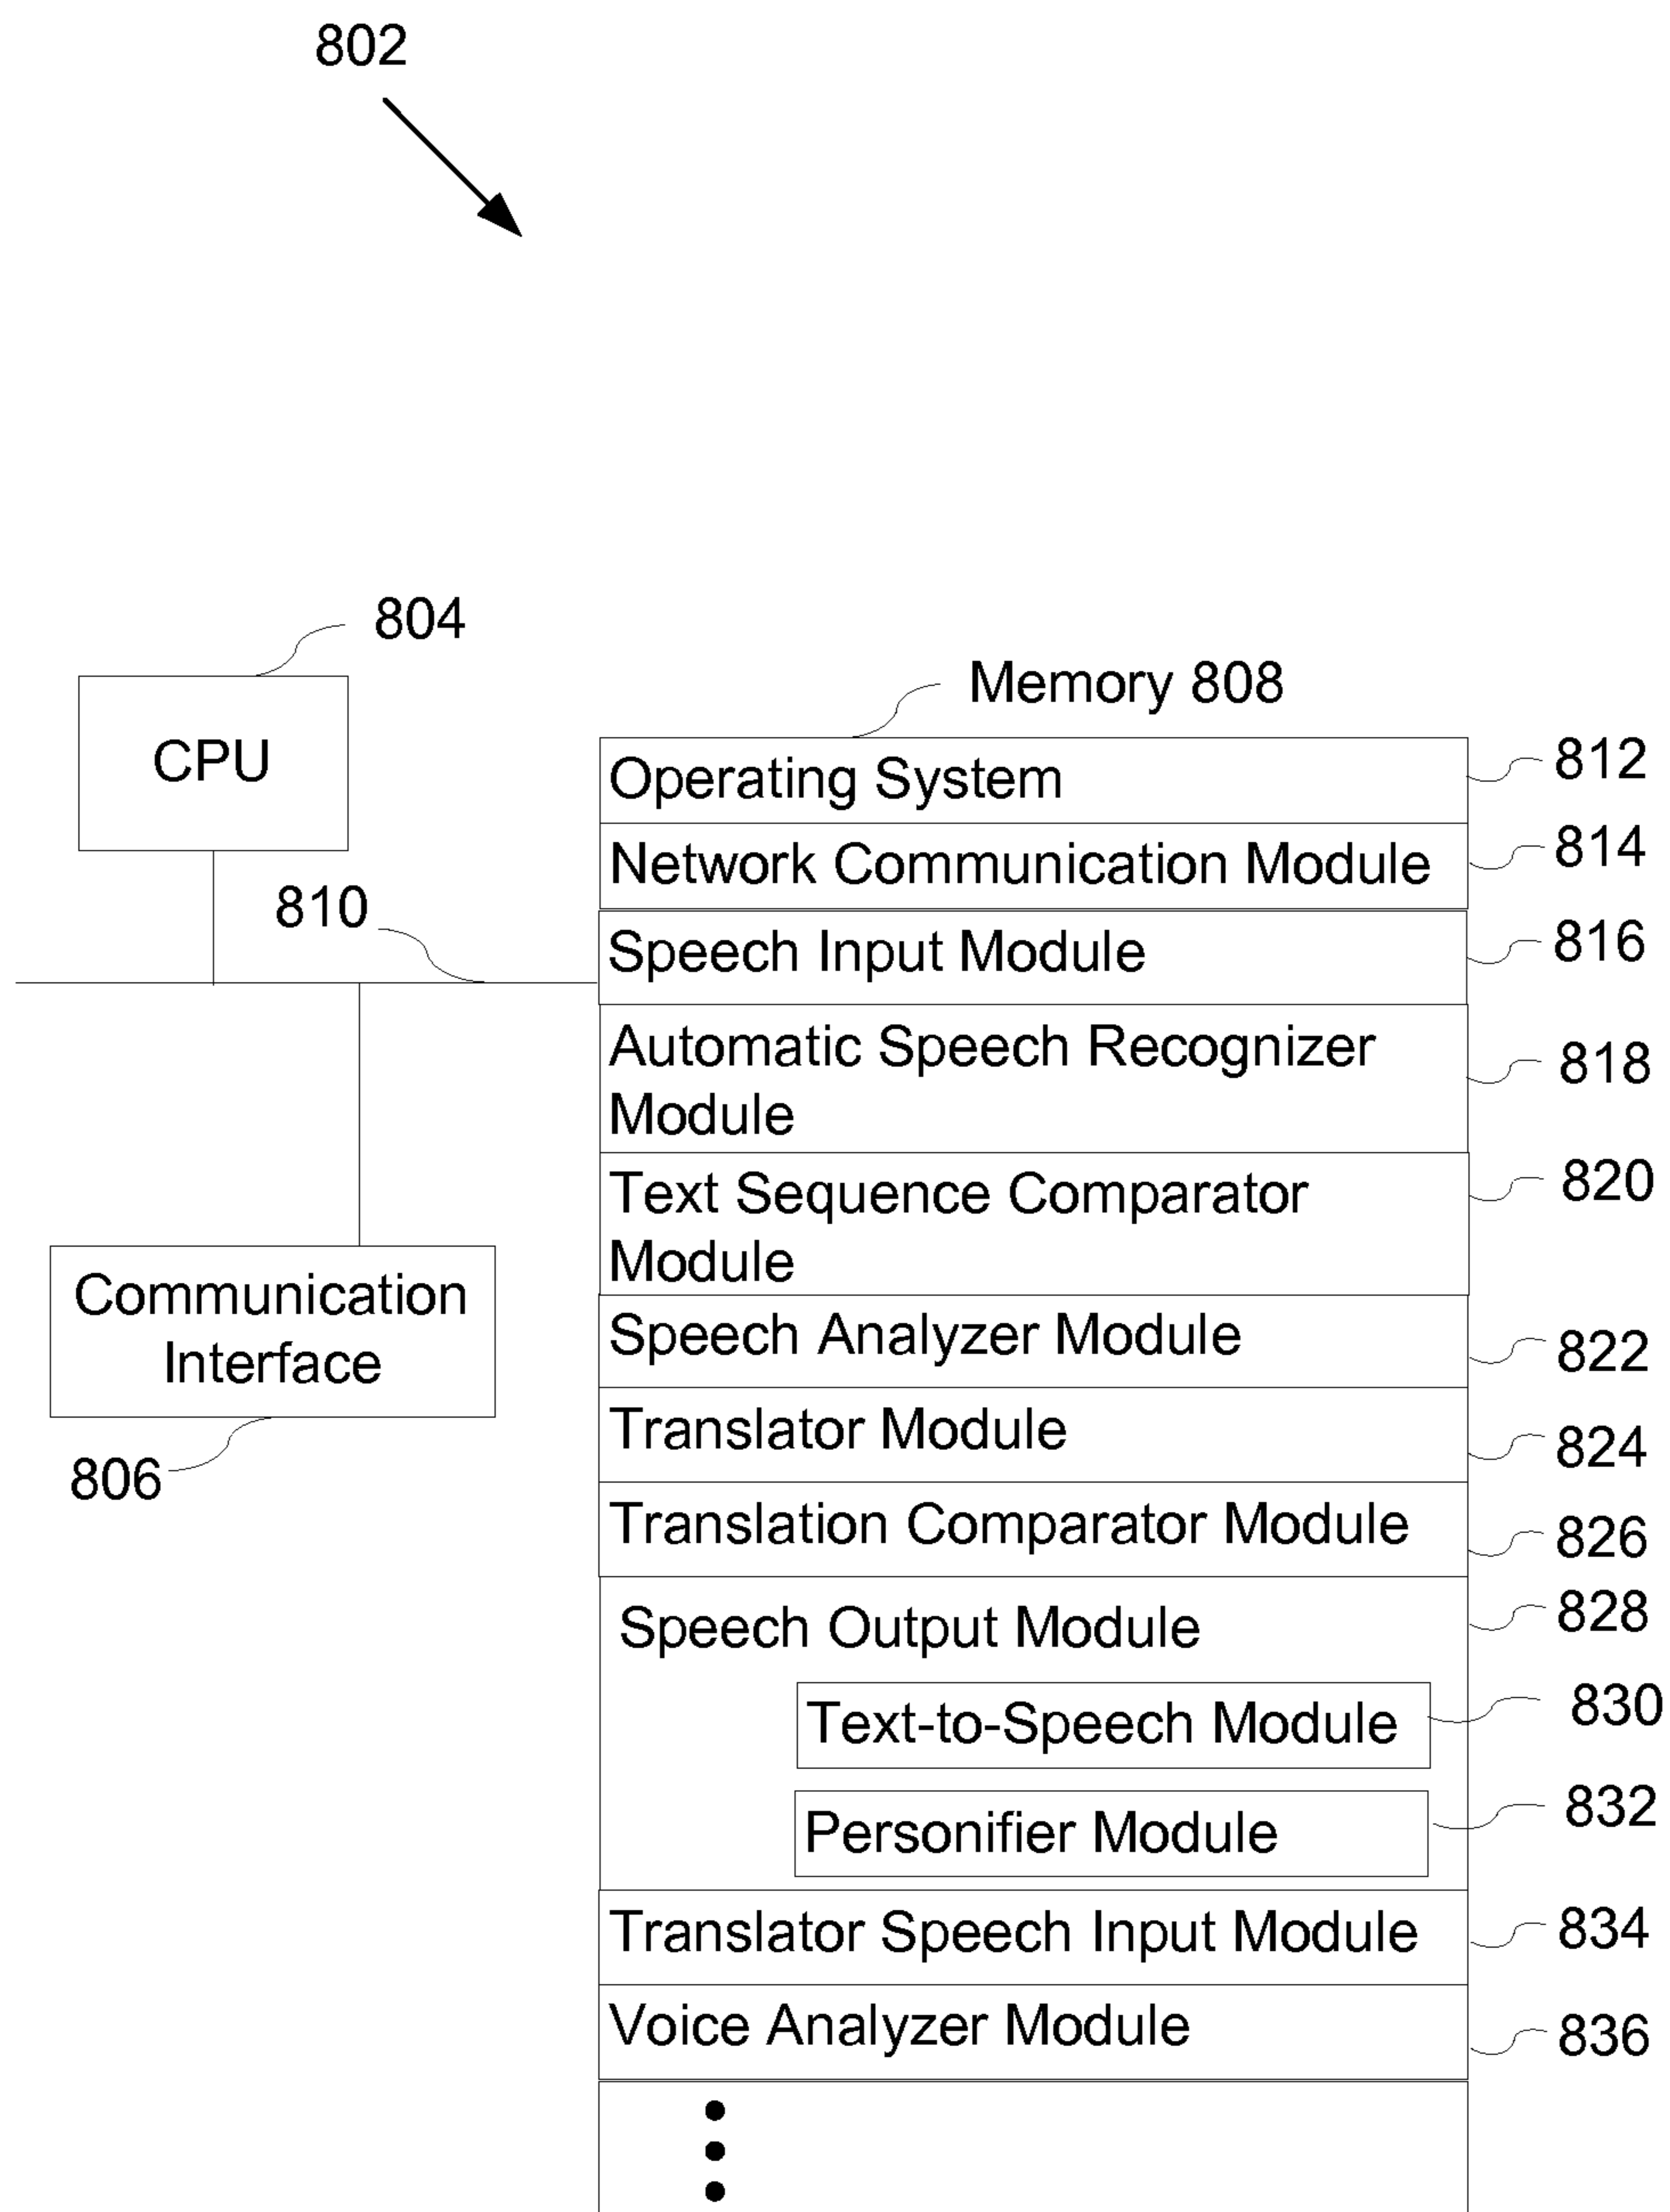 802
804
CPU
Memory 808
Operating System
812
Network Communication Module
814
810
Speech Input Module
816
Automatic Speech Recognizer
Module
818
Text Sequence Comparator
Module
820
Communication
Interface
806
Speech Analyzer Module
822
Translator Module
824
Translation Comparator Module
826
Speech Output Module
828
Text-to-Speech Module
830
Personifier Module
832
Translator Speech Input Module
834
Voice Analyzer Module
836